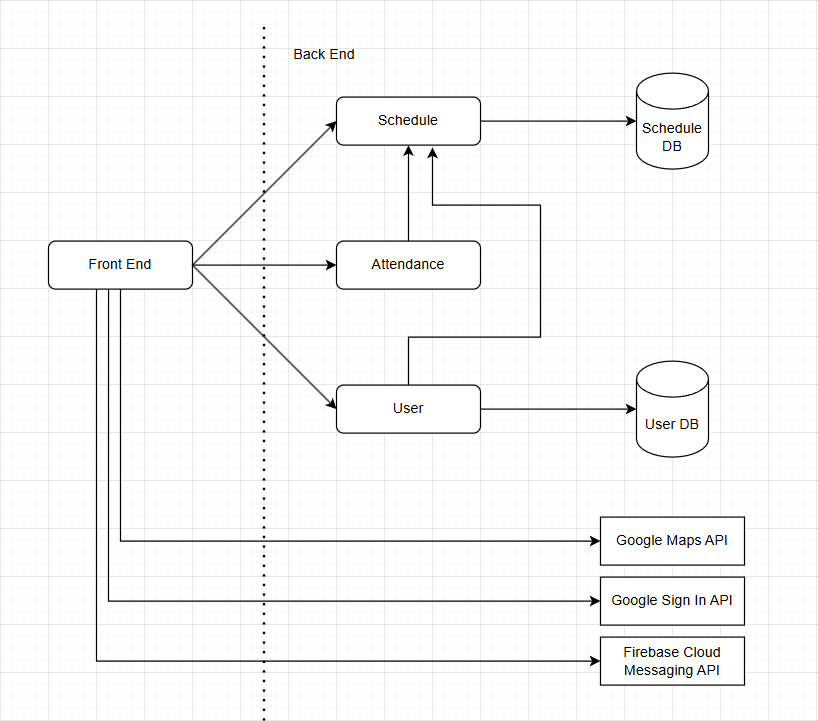 Back End
Schedule
Schedule
DB
Front End
Attendance
User
User DB
Google Maps API
Google Sign In API
Firebase Cloud
Messaging API